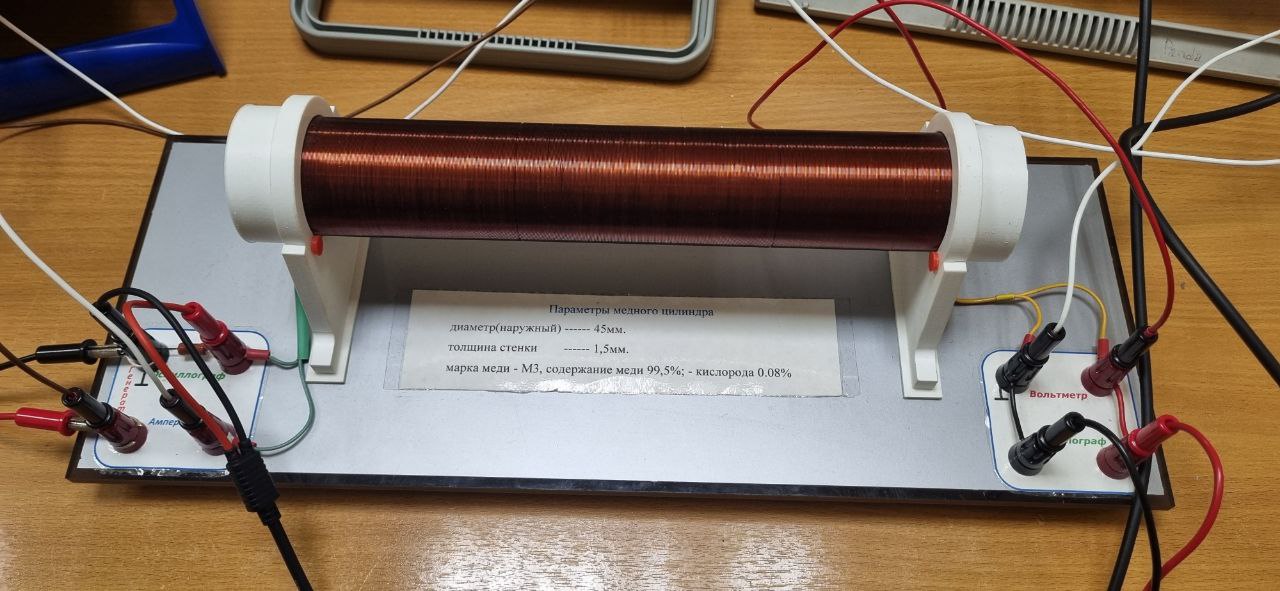 Параметры медного цилиндра
диаметр(наружный) ------ 45мм.
толщина стенки ------ 1,5мм.
марка меди - М3, содержание меди 99,5%; - кислорода 0.08%
Вольтметр